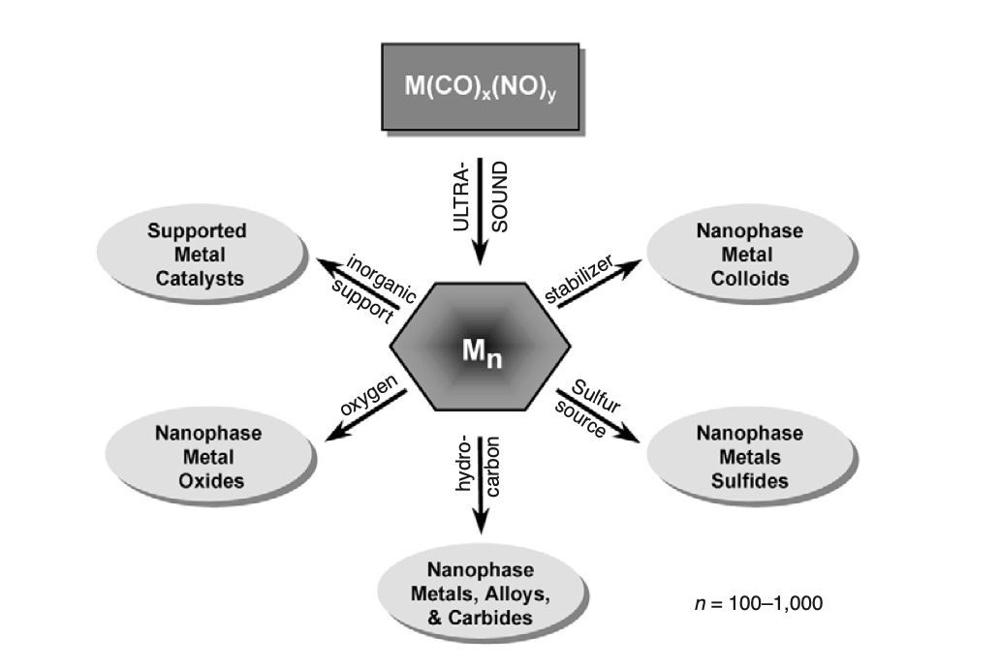 M(CO)x(NO)y
ULTRA-
SOUND
Supported
Metal
Catalysts
inorganic
support
stabilizer
Nanophase
Metal
Colloids
Mn
oxygen
Nanophase
Metal
Oxides
Sulfur
source
Nanophase
Metals
Sulfides
hydro-
carbon
Nanophase
Metals, Alloys,
& Carbides
n = 100–1,000